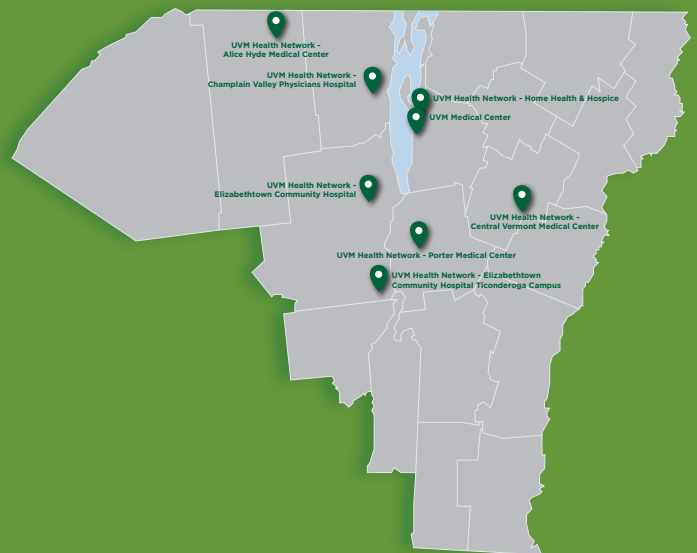 UVM Health Network -
Alice Hyde Medical Center
UVM Health Network -
Champlain Valley Physicians Hospital
UVM Health Network - Home Health & Hospice
UVM Medical Center
UVM Health Network -
Elizabethtown Community Hospital
UVM Health Network -
Central Vermont Medical Center
UVM Health Network - Porter Medical Center
UVM Health Network - Elizabethtown
Community Hospital Ticonderoga Campus